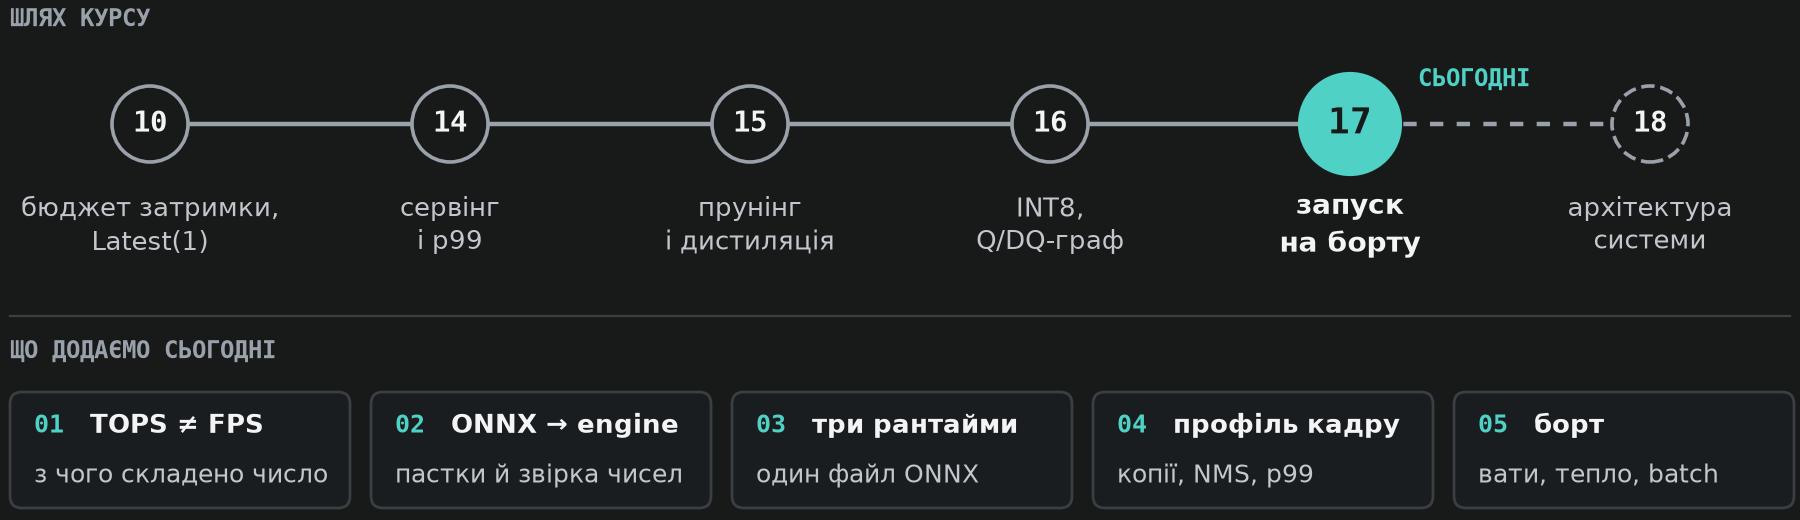 ШЛЯХ КУРСУ
СЬОГОДНІ
10 14 15 16 17 18
бюджет затримки,
Latest(1)
сервінг
і p99
прунінг
і дистиляція
INT8,
Q/DQ-граф
запуск
на борту
архітектура
системи
ЩО ДОДАЄМО СЬОГОДНІ
01 TOPS ≠ FPS
з чого складено число
02 ONNX → engine
пастки й звірка чисел
03 три рантайми
один файл ONNX
04 профіль кадру
копії, NMS, p99
05 борт
вати, тепло, batch